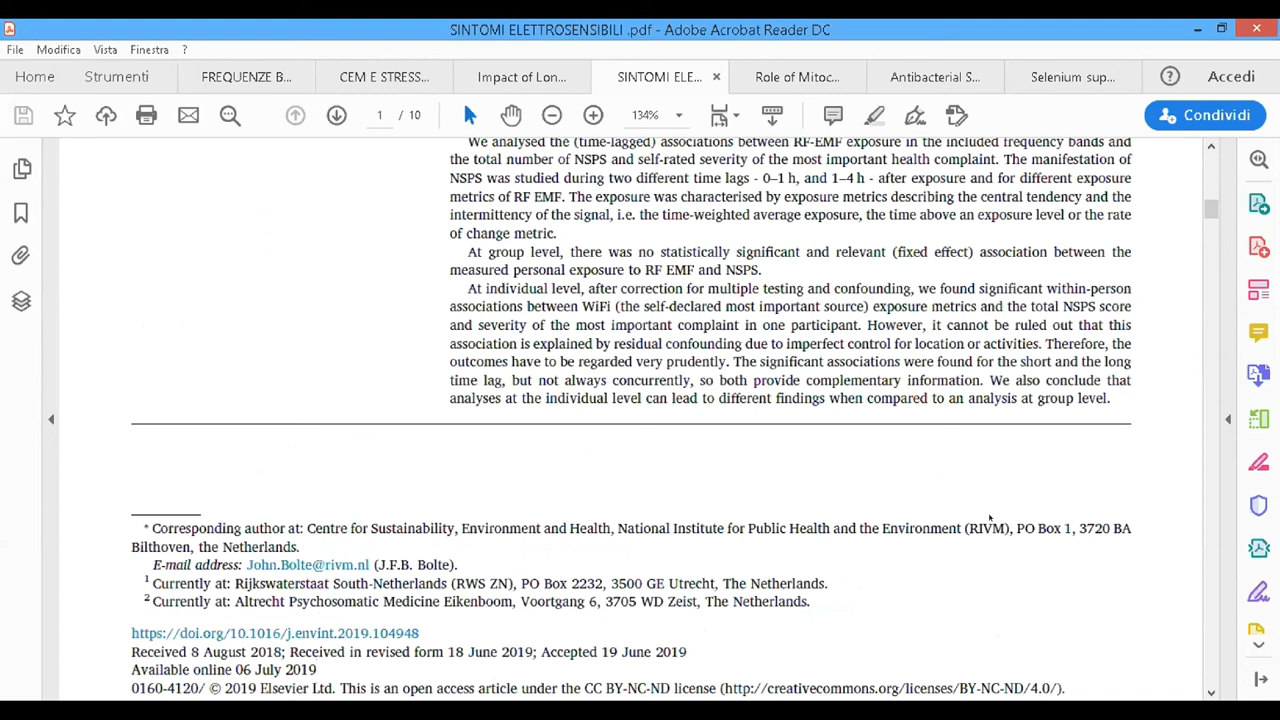 SINTOMI ELETTROSENSIBILI .pdf - Adobe Acrobat Reader DC
File Modifica Vista Finestra ?
Home Strumenti FREQUENZE B... CEM E STRESS... Impact of Lon... SINTOMI ELE... Role of Mitoc... Antibacterial S... Selenium sup... Accedi
1 / 10 134% Condividi
We analysed the (time-lagged) associations between RF-EMF exposure in the included frequency bands and
the total number of NSPS and self-rated severity of the most important health complaint. The manifestation of
NSPS was studied during two different time lags - 0–1 h, and 1–4 h - after exposure and for different exposure
metrics of RF EMF. The exposure was characterised by exposure metrics describing the central tendency and the
intermittency of the signal, i.e. the time-weighted average exposure, the time above an exposure level or the rate
of change metric.
At group level, there was no statistically significant and relevant (fixed effect) association between the
measured personal exposure to RF EMF and NSPS.
At individual level, after correction for multiple testing and confounding, we found significant within-person
associations between WiFi (the self-declared most important source) exposure metrics and the total NSPS score
and severity of the most important complaint in one participant. However, it cannot be ruled out that this
association is explained by residual confounding due to imperfect control for location or activities. Therefore, the
outcomes have to be regarded very prudently. The significant associations were found for the short and the long
time lag, but not always concurrently, so both provide complementary information. We also conclude that
analyses at the individual level can lead to different findings when compared to an analysis at group level.
* Corresponding author at: Centre for Sustainability, Environment and Health, National Institute for Public Health and the Environment (RIVM), PO Box 1, 3720 BA
Bilthoven, the Netherlands.
E-mail address: John.Bolte@rivm.nl (J.F.B. Bolte).
1 Currently at: Rijkswaterstaat South-Netherlands (RWS ZN), PO Box 2232, 3500 GE Utrecht, The Netherlands.
2 Currently at: Altrecht Psychosomatic Medicine Eikenboom, Voortgang 6, 3705 WD Zeist, The Netherlands.
https://doi.org/10.1016/j.envint.2019.104948
Received 8 August 2018; Received in revised form 18 June 2019; Accepted 19 June 2019
Available online 06 July 2019
0160-4120/ © 2019 Elsevier Ltd. This is an open access article under the CC BY-NC-ND license (http://creativecommons.org/licenses/BY-NC-ND/4.0/).